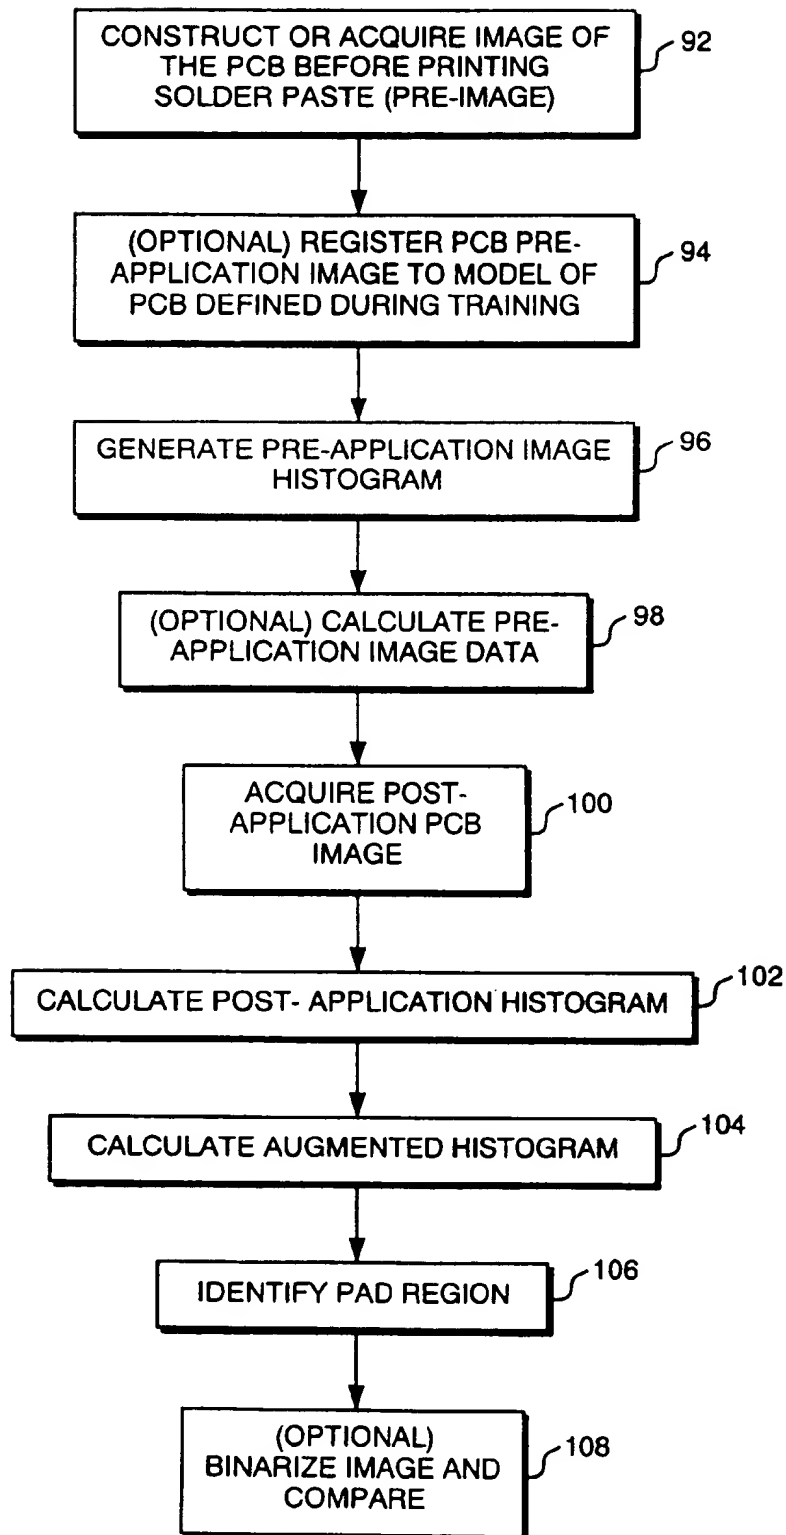 CONSTRUCT OR ACQUIRE IMAGE OF
THE PCB BEFORE PRINTING
SOLDER PASTE (PRE-IMAGE)
92
(OPTIONAL) REGISTER PCB PRE-
APPLICATION IMAGE TO MODEL OF
PCB DEFINED DURING TRAINING
94
GENERATE PRE-APPLICATION IMAGE
HISTOGRAM
96
(OPTIONAL) CALCULATE PRE-
APPLICATION IMAGE DATA
98
ACQUIRE POST-
APPLICATION PCB
IMAGE
100
CALCULATE POST- APPLICATION HISTOGRAM
102
CALCULATE AUGMENTED HISTOGRAM
104
IDENTIFY PAD REGION
106
(OPTIONAL)
BINARIZE IMAGE AND
COMPARE
108